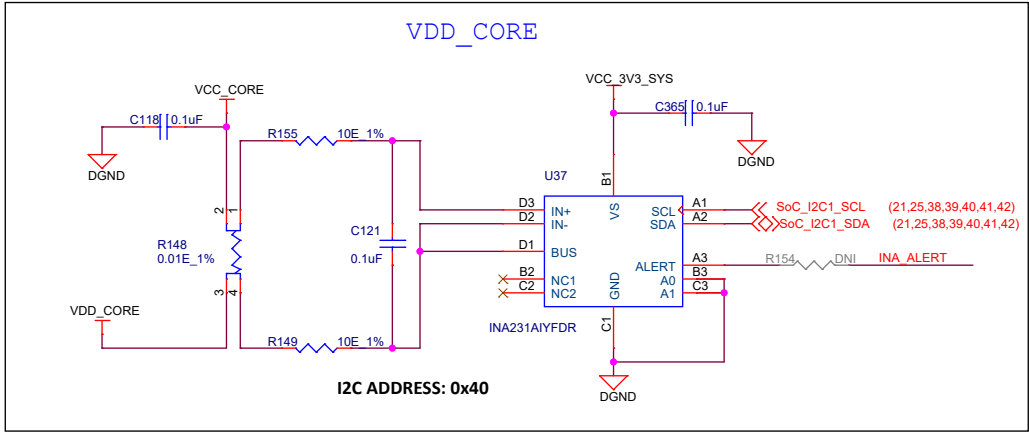 VDD_CORE
VCC_CORE
VCC_3V3_SYS
C118 0.1uF
C365 0.1uF
R155 10E_1%
DGND
DGND
U37
B1
D3 IN+
VS
SCL A1 SoC_I2C1_SCL (21,25,38,39,40,41,42)
D2 IN-
SDA A2 SoC_I2C1_SDA (21,25,38,39,40,41,42)
2 1
C121
0.1uF
D1 BUS
R148
0.01E_1%
ALERT A3 R154 DNI INA_ALERT
B2 NC1
A0 B3
C2 NC2
A1 C3
GND
3 4
C1
VDD_CORE
INA231AIYFDR
R149 10E_1%
I2C ADDRESS: 0x40
DGND